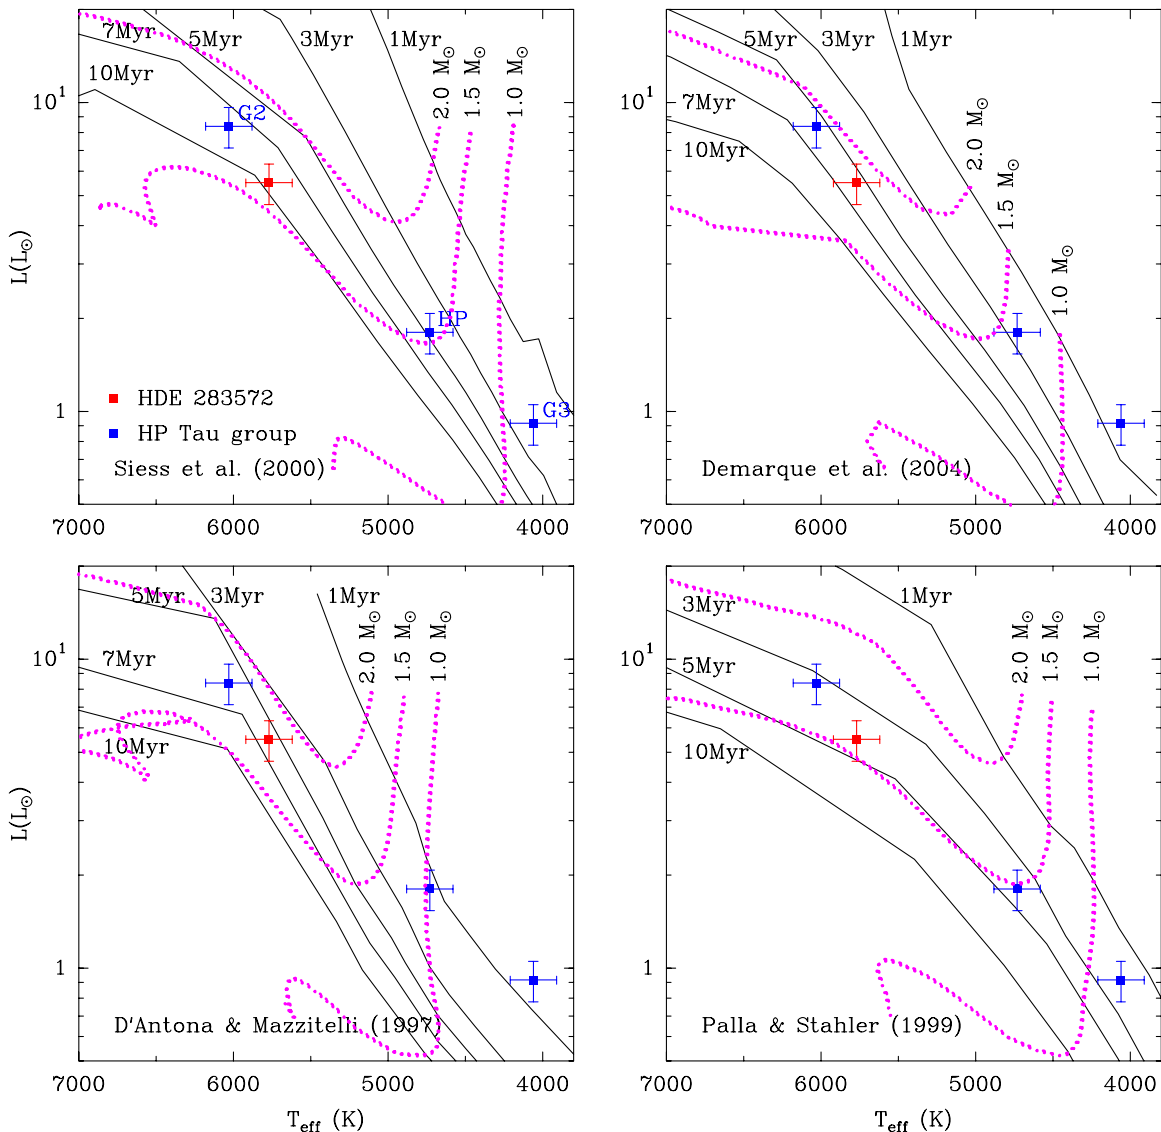 7Myr 5Myr 3Myr 1Myr
10Myr
2.0 M⊙ 1.5 M⊙ 1.0 M⊙
G2
HP
G3
HDE 283572
HP Tau group
Siess et al. (2000)
L(L⊙)
10¹
1
7000 6000 5000 4000
5Myr 3Myr 1Myr
7Myr
10Myr
2.0 M⊙
1.5 M⊙
1.0 M⊙
Demarque et al. (2004)
10¹
1
7000 6000 5000 4000
5Myr 3Myr 1Myr
7Myr
10Myr
2.0 M⊙ 1.5 M⊙ 1.0 M⊙
D'Antona & Mazzitelli (1997)
L(L⊙)
10¹
1
7000 6000 5000 4000
Teff (K)
3Myr 1Myr
5Myr
10Myr
2.0 M⊙ 1.5 M⊙ 1.0 M⊙
Palla & Stahler (1999)
10¹
1
7000 6000 5000 4000
Teff (K)